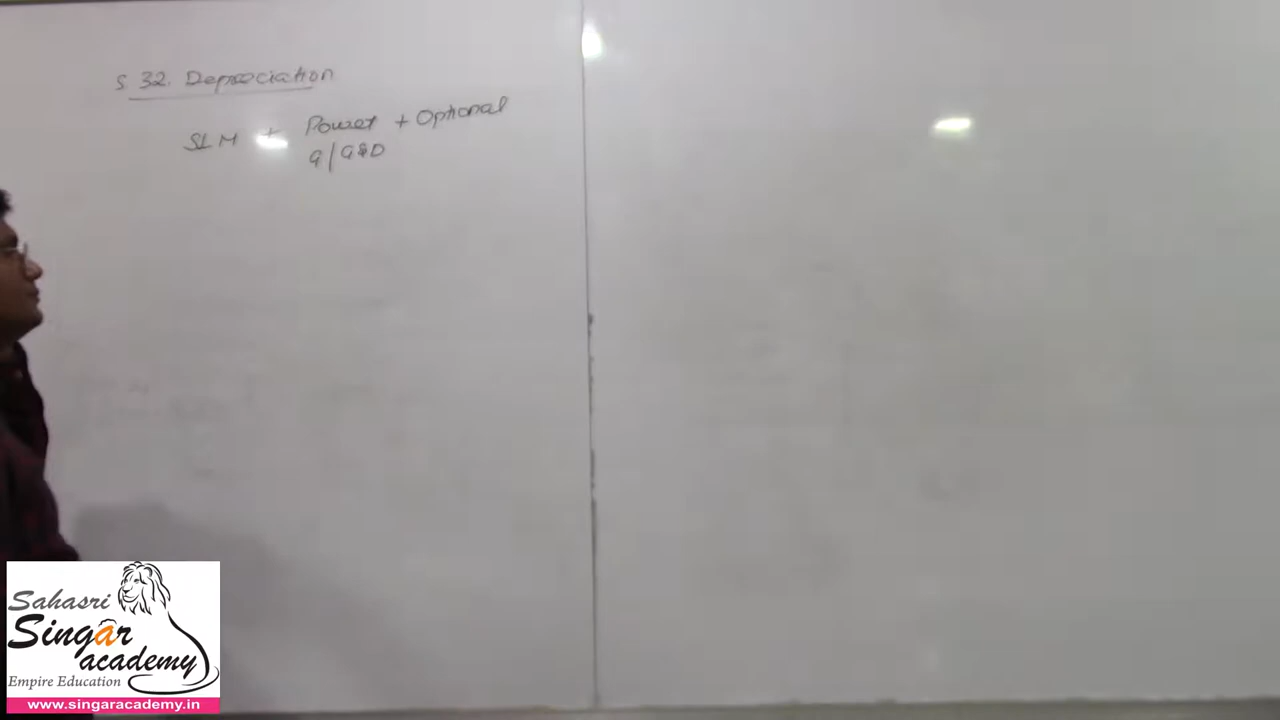 S. 32. Depreciation
SLM + Power + Optional
G/G&D
Sahasri
Singar
academy
Empire Education
www.singaracademy.in